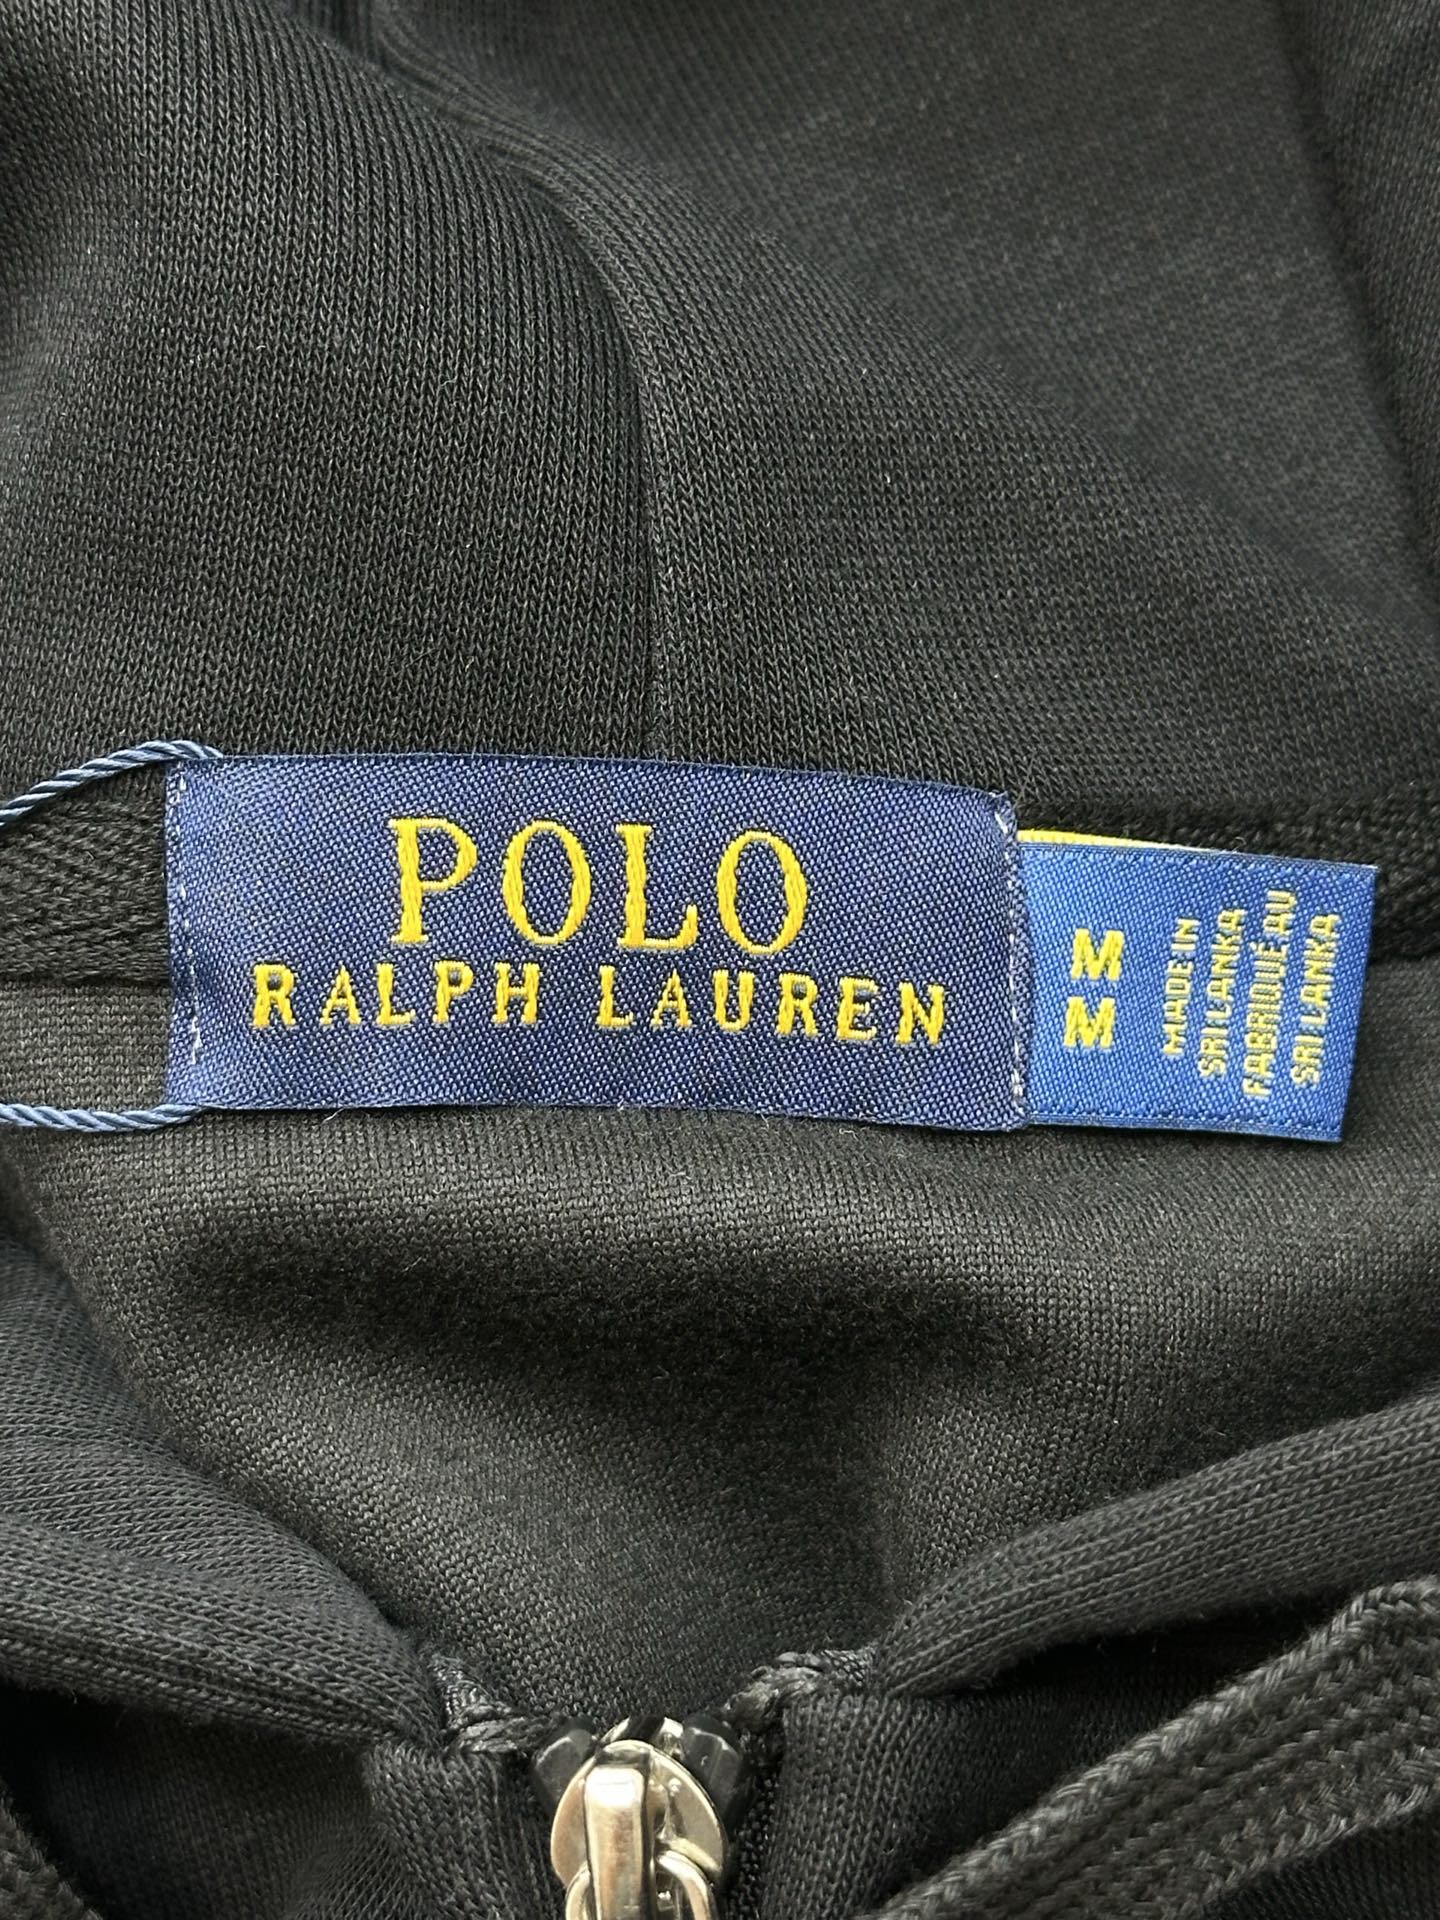 POLO
RALPH LAUREN
M
M
MADE IN
SRI LANKA
FABRIQUÉ AU
SRI LANKA